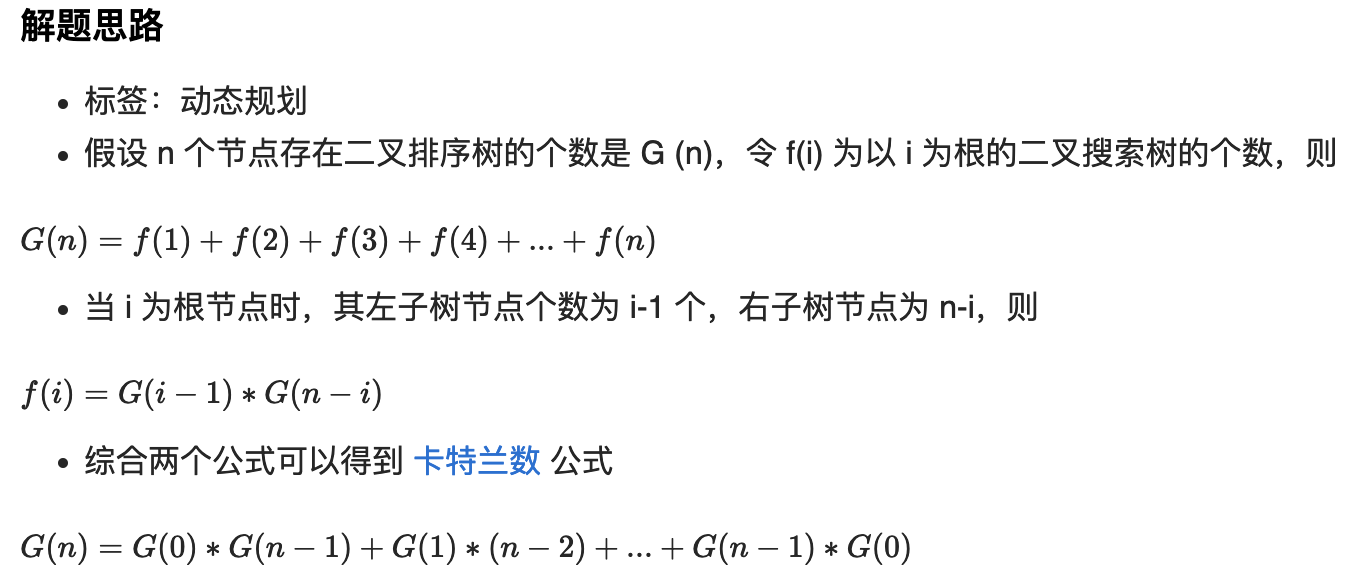 解题思路
• 标签：动态规划
• 假设 n 个节点存在二叉排序树的个数是 G (n)，令 f(i) 为以 i 为根的二叉搜索树的个数，则
G(n) = f(1) + f(2) + f(3) + f(4) + ... + f(n)
• 当 i 为根节点时，其左子树节点个数为 i-1 个，右子树节点为 n-i，则
f(i) = G(i − 1) ∗ G(n − i)
• 综合两个公式可以得到 卡特兰数 公式
G(n) = G(0) ∗ G(n − 1) + G(1) ∗ (n − 2) + ... + G(n − 1) ∗ G(0)